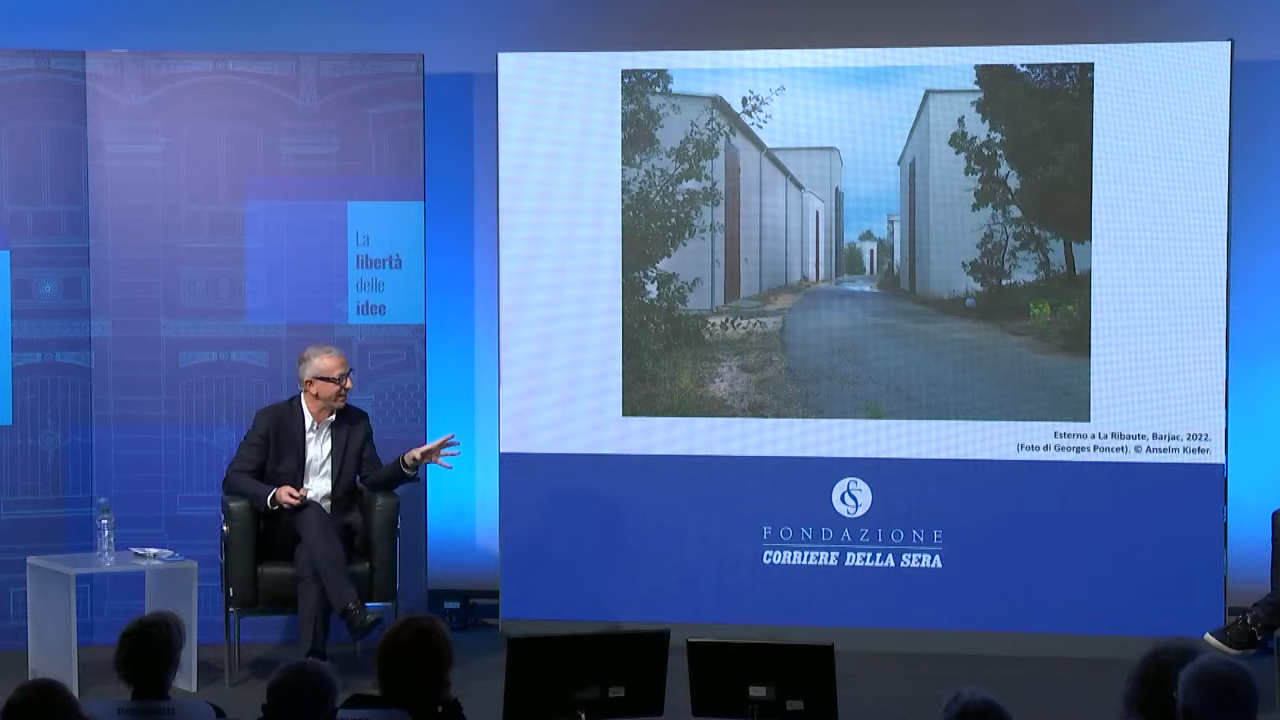 La
libertà
delle
idee
Esterno a La Ribaute, Barjac, 2022.
(Foto di Georges Poncet). © Anselm Kiefer.
FONDAZIONE
CORRIERE DELLA SERA